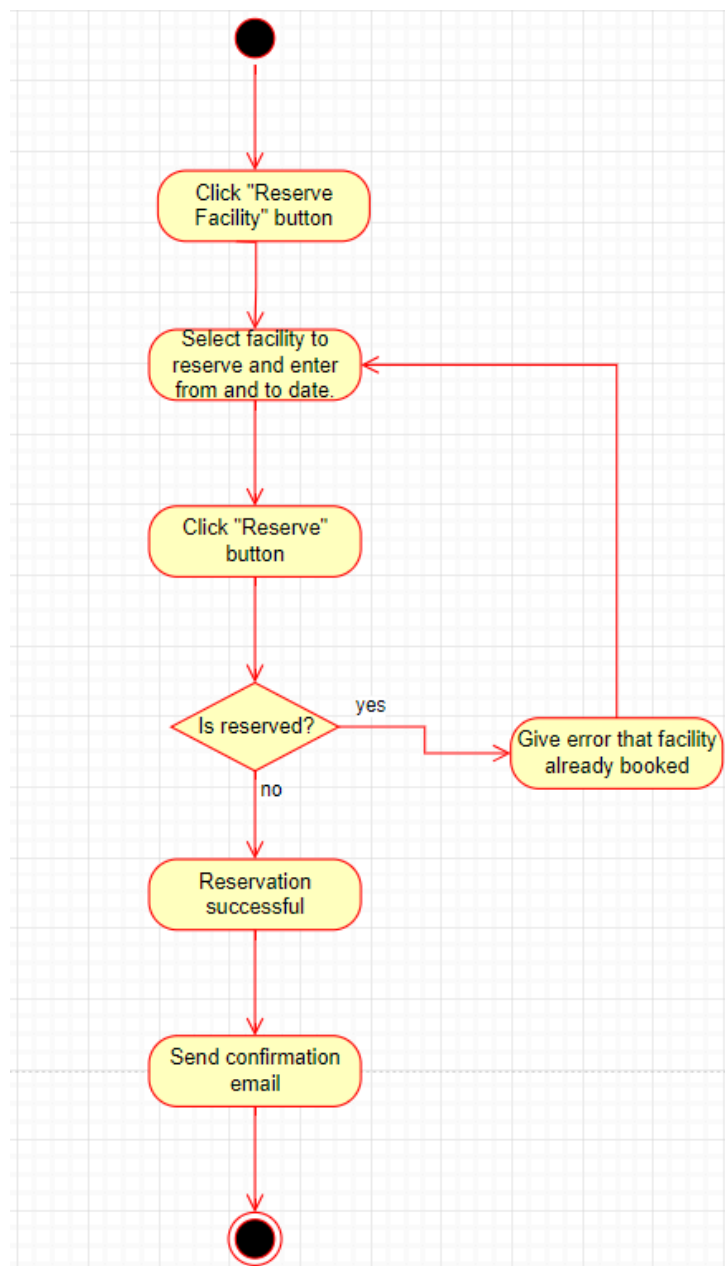 Click "Reserve
Facility" button
Select facility to
reserve and enter
from and to date.
Click "Reserve"
button
Is reserved?
yes
Give error that facility
already booked
no
Reservation
successful
Send confirmation
email